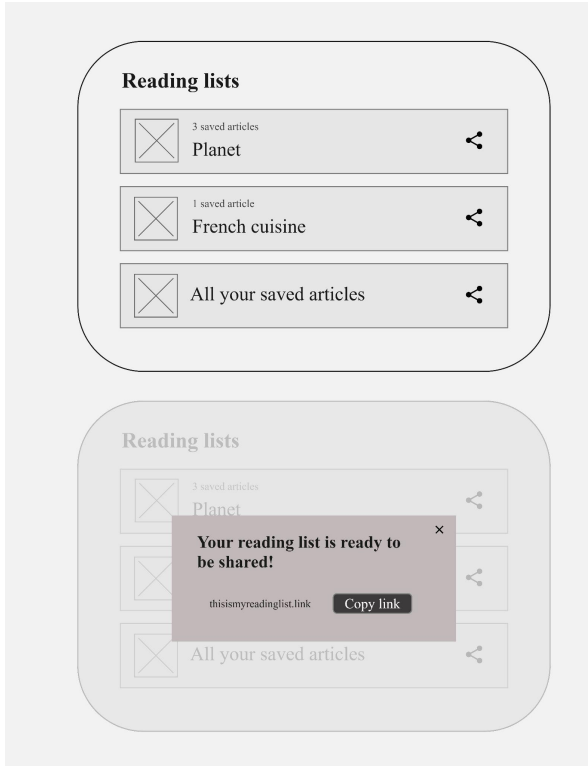 Reading lists
3 saved articles
Planet
1 saved article
French cuisine
All your saved articles
Reading lists
3 saved articles
Planet
×
Your reading list is ready to
be shared!
thisismyreadinglist.link
Copy link
All your saved articles